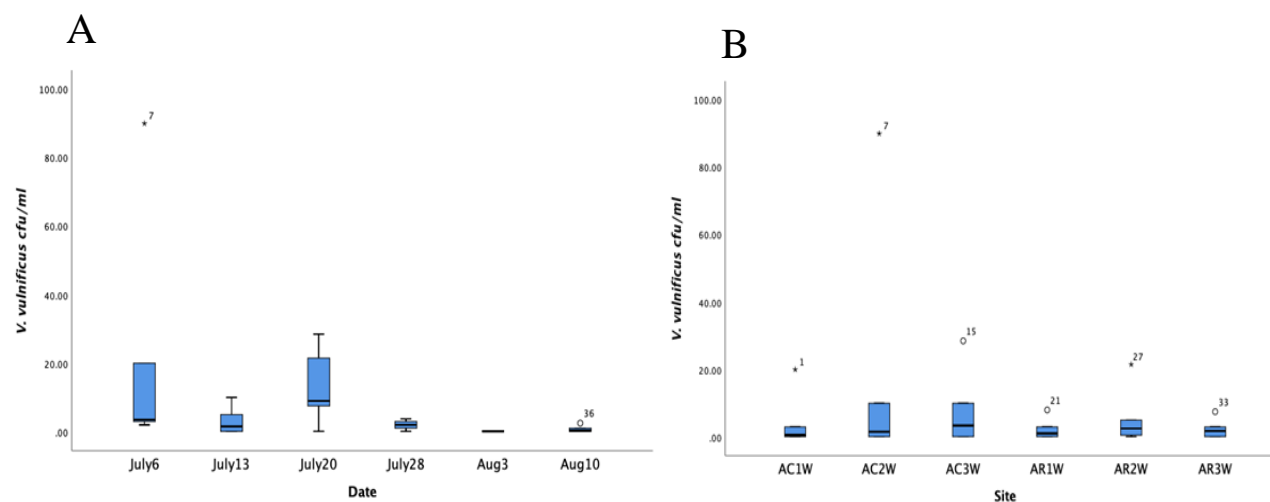 A
V. vulnificus cfu/ml
100.00
80.00
60.00
40.00
20.00
.00
7
36
July6 July13 July20 July28 Aug3 Aug10
Date
B
V. vulnificus cfu/ml
100.00
80.00
60.00
40.00
20.00
.00
1
7
15
21
27
33
AC1W AC2W AC3W AR1W AR2W AR3W
Site